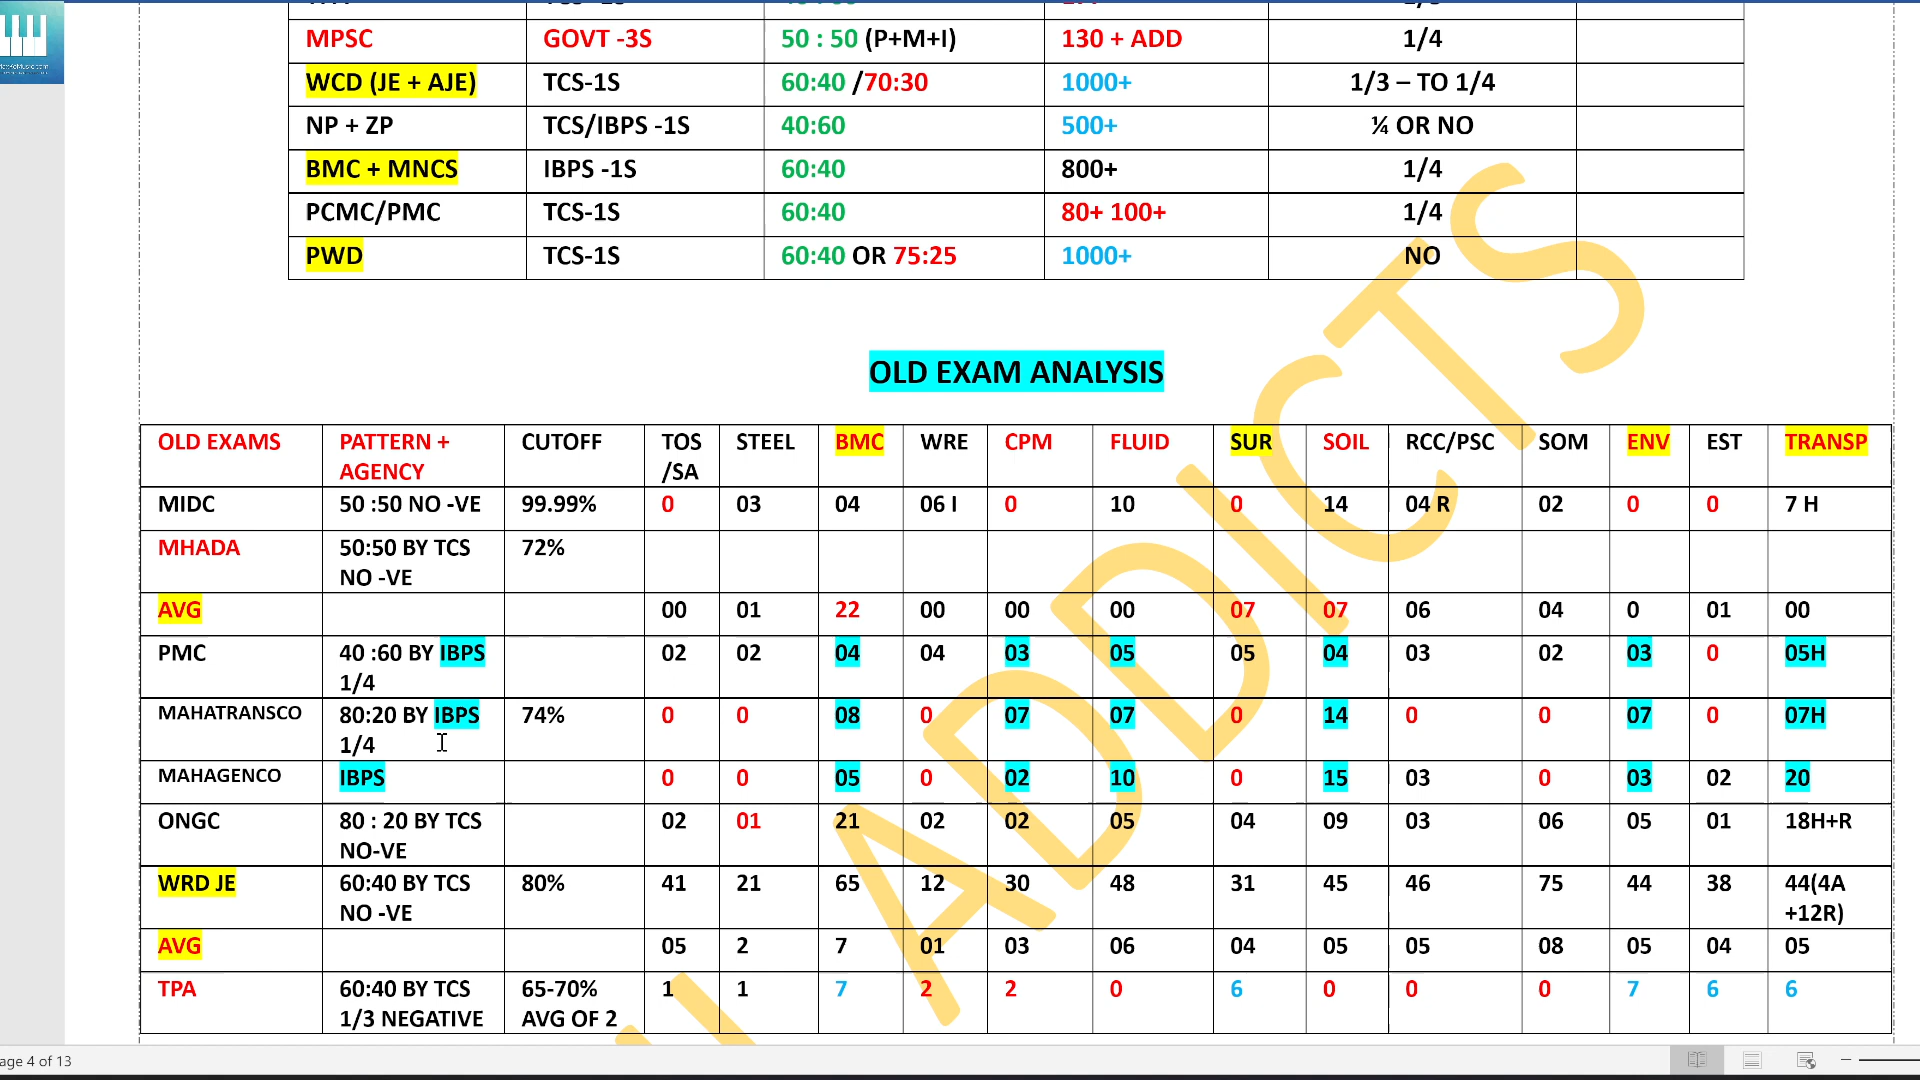 MPSC GOVT -3S 50 : 50 (P+M+I) 130 + ADD 1/4
WCD (JE + AJE) TCS-1S 60:40 /70:30 1000+ 1/3 – TO 1/4
NP + ZP TCS/IBPS -1S 40:60 500+ ¼ OR NO
BMC + MNCS IBPS -1S 60:40 800+ 1/4
PCMC/PMC TCS-1S 60:40 80+ 100+ 1/4
PWD TCS-1S 60:40 OR 75:25 1000+ NO
OLD EXAM ANALYSIS
OLD EXAMS PATTERN + CUTOFF TOS STEEL BMC WRE CPM FLUID SUR SOIL RCC/PSC SOM ENV EST TRANSP
AGENCY /SA
MIDC 50 :50 NO -VE 99.99% 0 03 04 06 I 0 10 0 14 04 R 02 0 0 7 H
MHADA 50:50 BY TCS 72%
NO -VE
AVG 00 01 22 00 00 00 07 07 06 04 0 01 00
PMC 40 :60 BY IBPS 02 02 04 04 03 05 05 04 03 02 03 0 05H
1/4
MAHATRANSCO 80:20 BY IBPS 74% 0 0 08 0 07 07 0 14 0 0 07 0 07H
1/4
MAHAGENCO IBPS 0 0 05 0 02 10 0 15 03 0 03 02 20
ONGC 80 : 20 BY TCS 02 01 21 02 02 05 04 09 03 06 05 01 18H+R
NO-VE
WRD JE 60:40 BY TCS 80% 41 21 65 12 30 48 31 45 46 75 44 38 44(4A
NO -VE +12R)
AVG 05 2 7 01 03 06 04 05 05 08 05 04 05
TPA 60:40 BY TCS 65-70% 1 1 7 2 2 0 6 0 0 0 7 6 6
1/3 NEGATIVE AVG OF 2
ADDICTS
age 4 of 13